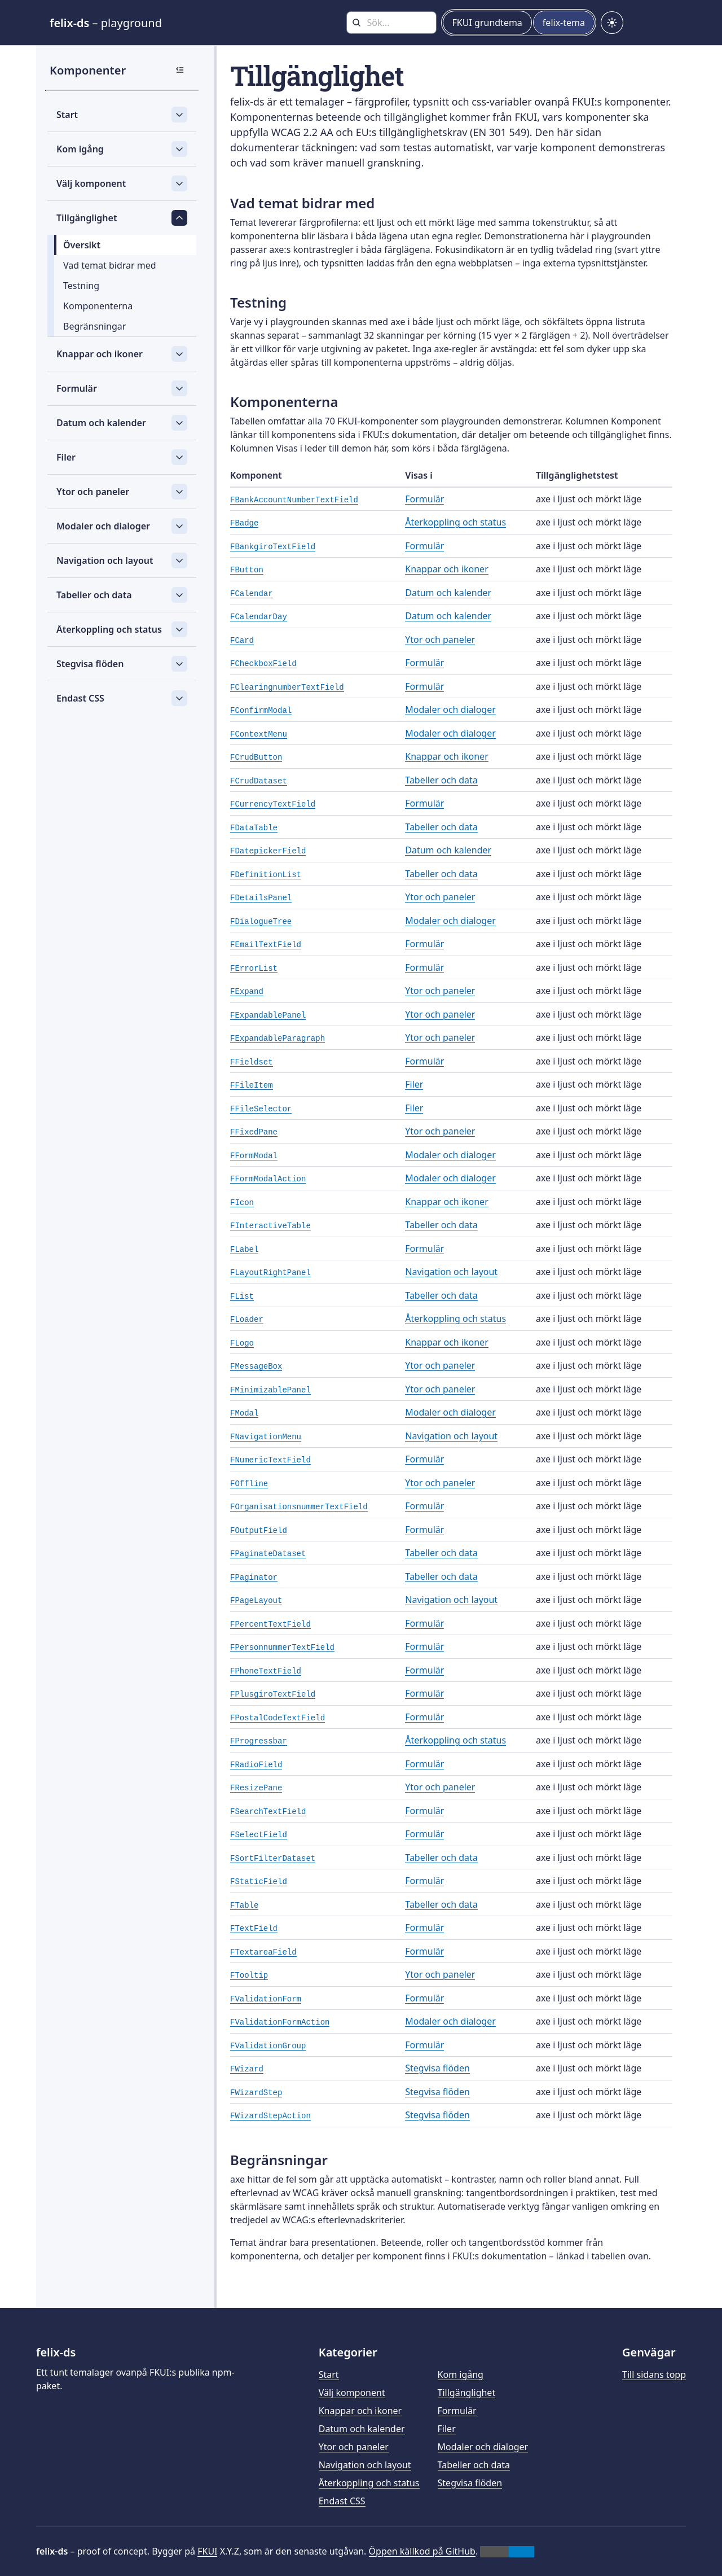 felix-ds – playground
Sök...
FKUI grundtema
felix-tema
Komponenter
Start
Kom igång
Välj komponent
Tillgänglighet
Översikt
Vad temat bidrar med
Testning
Komponenterna
Begränsningar
Knappar och ikoner
Formulär
Datum och kalender
Filer
Ytor och paneler
Modaler och dialoger
Navigation och layout
Tabeller och data
Återkoppling och status
Stegvisa flöden
Endast CSS
Tillgänglighet
felix-ds är ett temalager – färgprofiler, typsnitt och css-variabler ovanpå FKUI:s komponenter.
Komponenternas beteende och tillgänglighet kommer från FKUI, vars komponenter ska
uppfylla WCAG 2.2 AA och EU:s tillgänglighetskrav (EN 301 549). Den här sidan
dokumenterar täckningen: vad som testas automatiskt, var varje komponent demonstreras
och vad som kräver manuell granskning.
Vad temat bidrar med
Temat levererar färgprofilerna: ett ljust och ett mörkt läge med samma tokenstruktur, så att
komponenterna blir läsbara i båda lägena utan egna regler. Demonstrationerna här i playgrounden
passerar axe:s kontrastregler i båda färglägena. Fokusindikatorn är en tydlig tvådelad ring (svart yttre
ring på ljus inre), och typsnitten laddas från den egna webbplatsen – inga externa typsnittstjänster.
Testning
Varje vy i playgrounden skannas med axe i både ljust och mörkt läge, och sökfältets öppna listruta
skannas separat – sammanlagt 32 skanningar per körning (15 vyer × 2 färglägen + 2). Noll överträdelser
är ett villkor för varje utgivning av paketet. Inga axe-regler är avstängda: ett fel som dyker upp ska
åtgärdas eller spåras till komponenterna uppströms – aldrig döljas.
Komponenterna
Tabellen omfattar alla 70 FKUI-komponenter som playgrounden demonstrerar. Kolumnen Komponent
länkar till komponentens sida i FKUI:s dokumentation, där detaljer om beteende och tillgänglighet finns.
Kolumnen Visas i leder till demon här, som körs i båda färglägena.
Komponent Visas i Tillgänglighetstest
FBankAccountNumberTextField Formulär axe i ljust och mörkt läge
FBadge Återkoppling och status axe i ljust och mörkt läge
FBankgiroTextField Formulär axe i ljust och mörkt läge
FButton Knappar och ikoner axe i ljust och mörkt läge
FCalendar Datum och kalender axe i ljust och mörkt läge
FCalendarDay Datum och kalender axe i ljust och mörkt läge
FCard Ytor och paneler axe i ljust och mörkt läge
FCheckboxField Formulär axe i ljust och mörkt läge
FClearingnumberTextField Formulär axe i ljust och mörkt läge
FConfirmModal Modaler och dialoger axe i ljust och mörkt läge
FContextMenu Modaler och dialoger axe i ljust och mörkt läge
FCrudButton Knappar och ikoner axe i ljust och mörkt läge
FCrudDataset Tabeller och data axe i ljust och mörkt läge
FCurrencyTextField Formulär axe i ljust och mörkt läge
FDataTable Tabeller och data axe i ljust och mörkt läge
FDatepickerField Datum och kalender axe i ljust och mörkt läge
FDefinitionList Tabeller och data axe i ljust och mörkt läge
FDetailsPanel Ytor och paneler axe i ljust och mörkt läge
FDialogueTree Modaler och dialoger axe i ljust och mörkt läge
FEmailTextField Formulär axe i ljust och mörkt läge
FErrorList Formulär axe i ljust och mörkt läge
FExpand Ytor och paneler axe i ljust och mörkt läge
FExpandablePanel Ytor och paneler axe i ljust och mörkt läge
FExpandableParagraph Ytor och paneler axe i ljust och mörkt läge
FFieldset Formulär axe i ljust och mörkt läge
FFileItem Filer axe i ljust och mörkt läge
FFileSelector Filer axe i ljust och mörkt läge
FFixedPane Ytor och paneler axe i ljust och mörkt läge
FFormModal Modaler och dialoger axe i ljust och mörkt läge
FFormModalAction Modaler och dialoger axe i ljust och mörkt läge
FIcon Knappar och ikoner axe i ljust och mörkt läge
FInteractiveTable Tabeller och data axe i ljust och mörkt läge
FLabel Formulär axe i ljust och mörkt läge
FLayoutRightPanel Navigation och layout axe i ljust och mörkt läge
FList Tabeller och data axe i ljust och mörkt läge
FLoader Återkoppling och status axe i ljust och mörkt läge
FLogo Knappar och ikoner axe i ljust och mörkt läge
FMessageBox Ytor och paneler axe i ljust och mörkt läge
FMinimizablePanel Ytor och paneler axe i ljust och mörkt läge
FModal Modaler och dialoger axe i ljust och mörkt läge
FNavigationMenu Navigation och layout axe i ljust och mörkt läge
FNumericTextField Formulär axe i ljust och mörkt läge
FOffline Ytor och paneler axe i ljust och mörkt läge
FOrganisationsnummerTextField Formulär axe i ljust och mörkt läge
FOutputField Formulär axe i ljust och mörkt läge
FPaginateDataset Tabeller och data axe i ljust och mörkt läge
FPaginator Tabeller och data axe i ljust och mörkt läge
FPageLayout Navigation och layout axe i ljust och mörkt läge
FPercentTextField Formulär axe i ljust och mörkt läge
FPersonnummerTextField Formulär axe i ljust och mörkt läge
FPhoneTextField Formulär axe i ljust och mörkt läge
FPlusgiroTextField Formulär axe i ljust och mörkt läge
FPostalCodeTextField Formulär axe i ljust och mörkt läge
FProgressbar Återkoppling och status axe i ljust och mörkt läge
FRadioField Formulär axe i ljust och mörkt läge
FResizePane Ytor och paneler axe i ljust och mörkt läge
FSearchTextField Formulär axe i ljust och mörkt läge
FSelectField Formulär axe i ljust och mörkt läge
FSortFilterDataset Tabeller och data axe i ljust och mörkt läge
FStaticField Formulär axe i ljust och mörkt läge
FTable Tabeller och data axe i ljust och mörkt läge
FTextField Formulär axe i ljust och mörkt läge
FTextareaField Formulär axe i ljust och mörkt läge
FTooltip Ytor och paneler axe i ljust och mörkt läge
FValidationForm Formulär axe i ljust och mörkt läge
FValidationFormAction Modaler och dialoger axe i ljust och mörkt läge
FValidationGroup Formulär axe i ljust och mörkt läge
FWizard Stegvisa flöden axe i ljust och mörkt läge
FWizardStep Stegvisa flöden axe i ljust och mörkt läge
FWizardStepAction Stegvisa flöden axe i ljust och mörkt läge
Begränsningar
axe hittar de fel som går att upptäcka automatiskt – kontraster, namn och roller bland annat. Full
efterlevnad av WCAG kräver också manuell granskning: tangentbordsordningen i praktiken, test med
skärmläsare samt innehållets språk och struktur. Automatiserade verktyg fångar vanligen omkring en
tredjedel av WCAG:s efterlevnadskriterier.
Temat ändrar bara presentationen. Beteende, roller och tangentbordsstöd kommer från
komponenterna, och detaljer per komponent finns i FKUI:s dokumentation – länkad i tabellen ovan.
felix-ds
Ett tunt temalager ovanpå FKUI:s publika npm-
paket.
Kategorier
Start Kom igång
Välj komponent Tillgänglighet
Knappar och ikoner Formulär
Datum och kalender Filer
Ytor och paneler Modaler och dialoger
Navigation och layout Tabeller och data
Återkoppling och status Stegvisa flöden
Endast CSS
Genvägar
Till sidans topp
felix-ds – proof of concept. Bygger på FKUI X.Y.Z, som är den senaste utgåvan. Öppen källkod på GitHub.